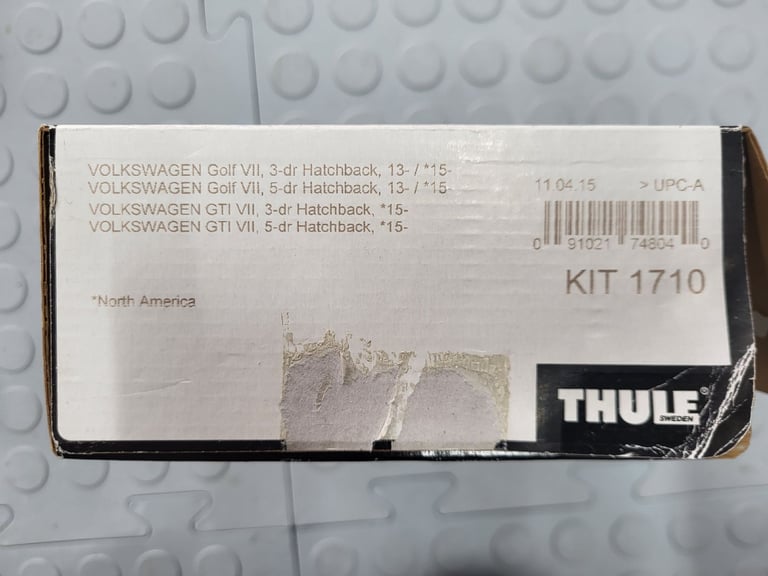 VOLKSWAGEN Golf VII, 3-dr Hatchback, 13- / *15-
VOLKSWAGEN Golf VII, 5-dr Hatchback, 13- / *15-
VOLKSWAGEN GTI VII, 3-dr Hatchback, *15-
VOLKSWAGEN GTI VII, 5-dr Hatchback, *15-
*North America
11.04.15 > UPC-A
0 91021 74804 0
KIT 1710
THULE®
SWEDEN